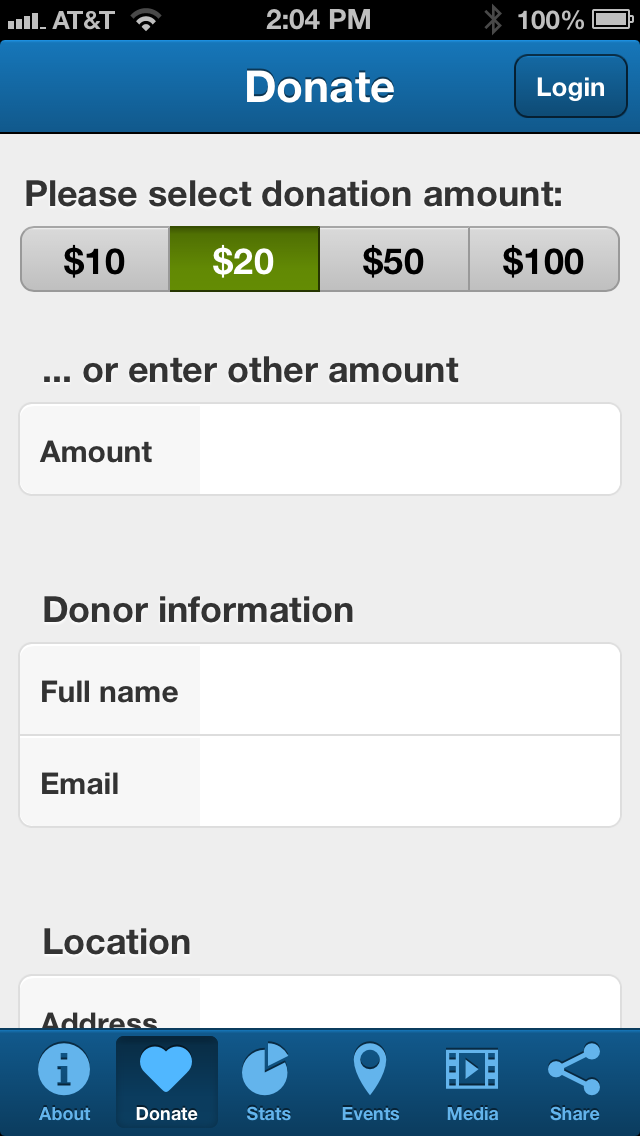 AT&T 2:04 PM 100%
Donate Login
Please select donation amount:
$10 $20 $50 $100
... or enter other amount
Amount
Donor information
Full name
Email
Location
Address
About Donate Stats Events Media Share